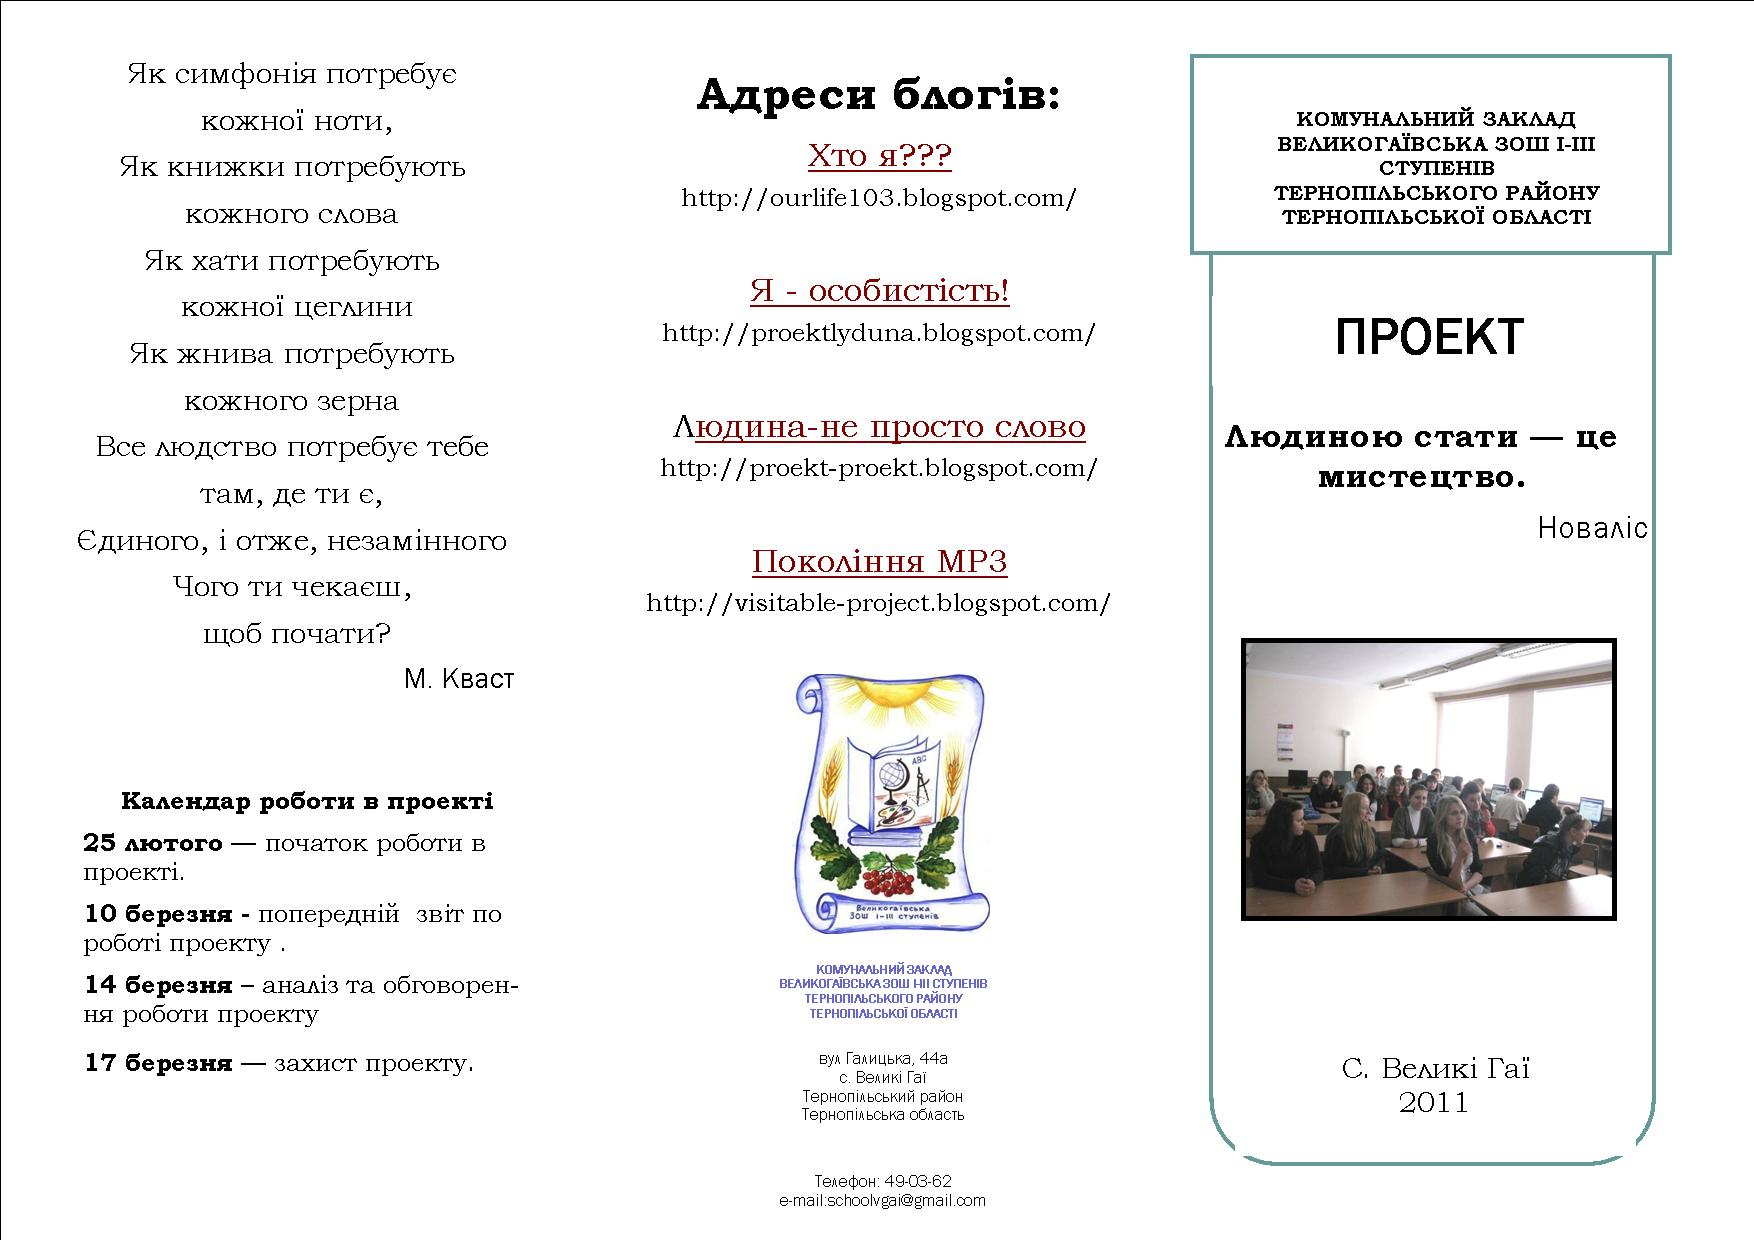 Як симфонія потребує
кожної ноти,
Як книжки потребують
кожного слова
Як хати потребують
кожної цеглини
Як жнива потребують
кожного зерна
Все людство потребує тебе
там, де ти є,
Єдиного, і отже, незамінного
Чого ти чекаєш,
щоб почати?
М. Кваст
Календар роботи в проекті
25 лютого — початок роботи в
проекті.
10 березня - попередній  звіт по
роботі проекту .
14 березня – аналіз та обговорен-
ня роботи проекту
17 березня — захист проекту.
Адреси блогів:
Хто я???
http://ourlife103.blogspot.com/
Я - особистість!
http://proektlyduna.blogspot.com/
Людина-не просто слово
http://proekt-proekt.blogspot.com/
Покоління МР3
http://visitable-project.blogspot.com/
ABC
Великогаївська
ЗОШ І-ІІІ ступенів
КОМУНАЛЬНИЙ ЗАКЛАД
ВЕЛИКОГАЇВСЬКА ЗОШ І-ІІІ СТУПЕНІВ
ТЕРНОПІЛЬСЬКОГО РАЙОНУ
ТЕРНОПІЛЬСЬКОЇ ОБЛАСТІ
вул Галицька, 44а
с. Великі Гаї
Тернопільський район
Тернопільська область
Телефон: 49-03-62
e-mail:schoolvgai@gmail.com
КОМУНАЛЬНИЙ ЗАКЛАД
ВЕЛИКОГАЇВСЬКА ЗОШ І-ІІІ
СТУПЕНІВ
ТЕРНОПІЛЬСЬКОГО РАЙОНУ
ТЕРНОПІЛЬСЬКОЇ ОБЛАСТІ
ПРОЕКТ
Людиною стати — це
мистецтво.
Новаліс
С. Великі Гаї
2011